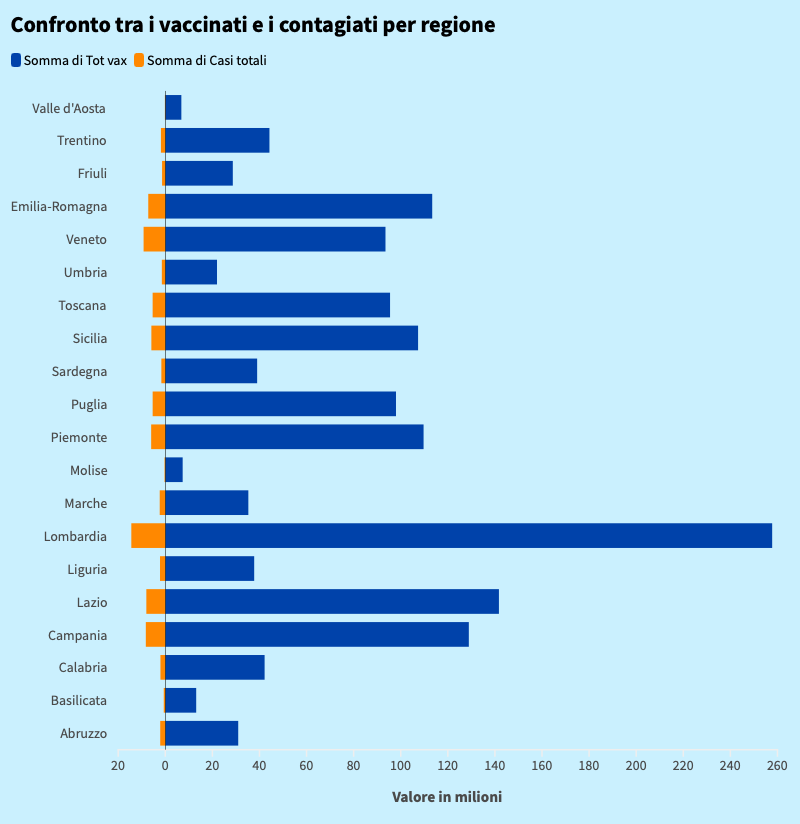 Confronto tra i vaccinati e i contagiati per regione
Somma di Tot vax Somma di Casi totali
Valle d'Aosta
Trentino
Friuli
Emilia-Romagna
Veneto
Umbria
Toscana
Sicilia
Sardegna
Puglia
Piemonte
Molise
Marche
Lombardia
Liguria
Lazio
Campania
Calabria
Basilicata
Abruzzo
20 0 20 40 60 80 100 120 140 160 180 200 220 240 260
Valore in milioni